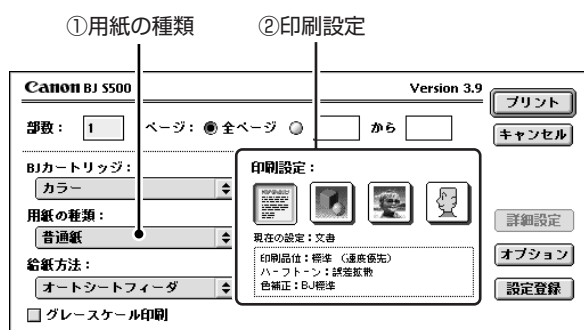 ①用紙の種類 ②印刷設定
Canon BJ S500 Version 3.9
プリント
部数： 1 ページ： 全ページ から
キャンセル
BJカートリッジ：
カラー
用紙の種類：
普通紙
給紙方法：
オートシートフィーダ
グレースケール印刷
印刷設定：
現在の設定：文書
印刷品位：標準 （速度優先）
ハーフトーン：誤差拡散
色補正：BJ標準
詳細設定
オプション
設定登録